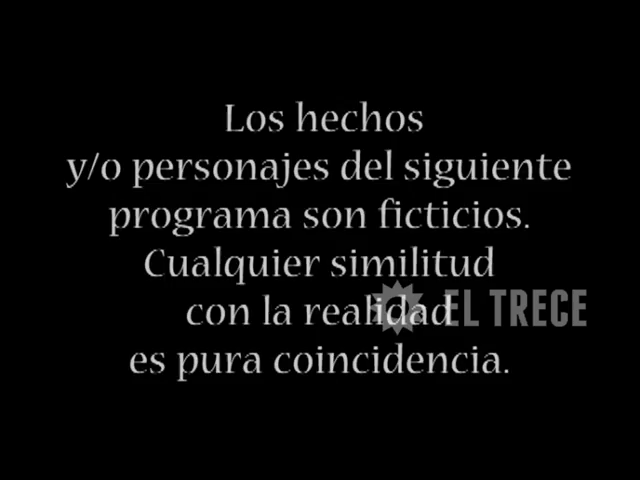 Los hechos
y/o personajes del siguiente
programa son ficticios.
Cualquier similitud
con la realidad
EL TRECE
es pura coincidencia.